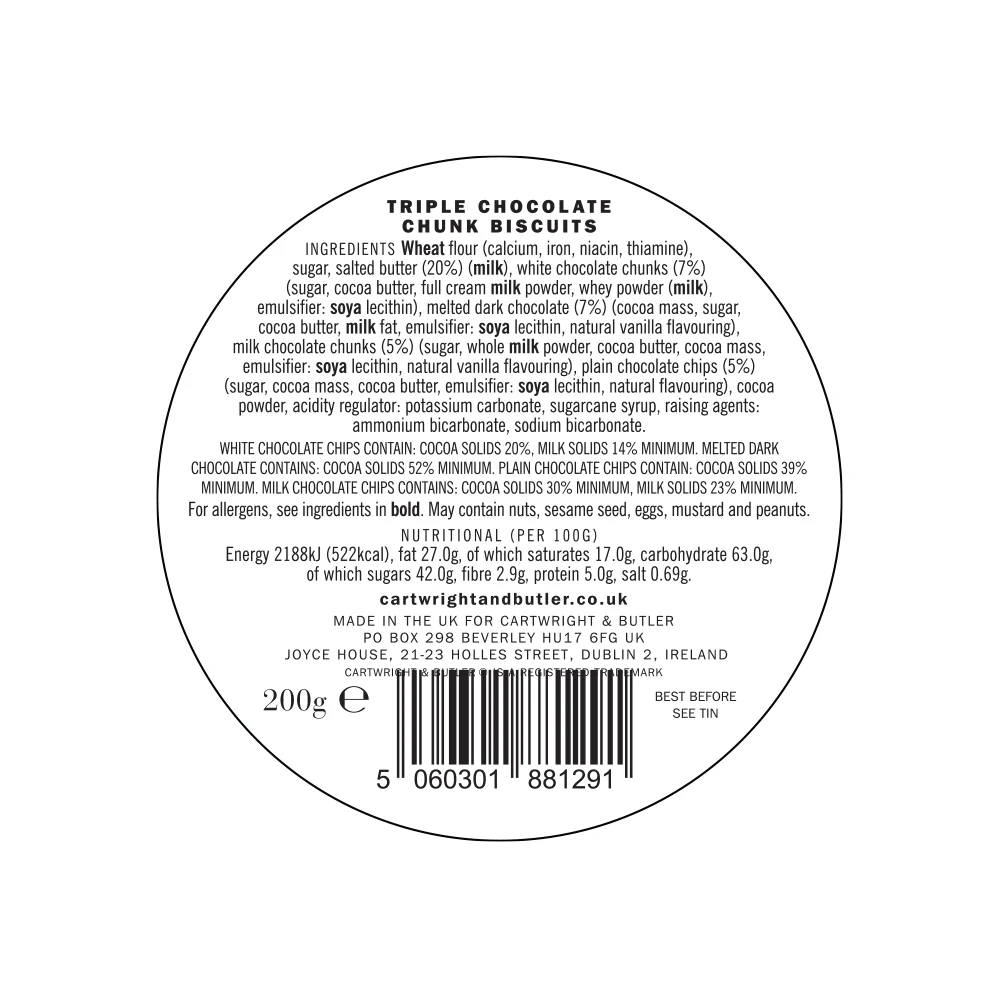 TRIPLE CHOCOLATE
CHUNK BISCUITS
INGREDIENTS Wheat flour (calcium, iron, niacin, thiamine),
sugar, salted butter (20%) (milk), white chocolate chunks (7%)
(sugar, cocoa butter, full cream milk powder, whey powder (milk),
emulsifier: soya lecithin), melted dark chocolate (7%) (cocoa mass, sugar,
cocoa butter, milk fat, emulsifier: soya lecithin, natural vanilla flavouring),
milk chocolate chunks (5%) (sugar, whole milk powder, cocoa butter, cocoa mass,
emulsifier: soya lecithin, natural vanilla flavouring), plain chocolate chips (5%)
(sugar, cocoa mass, cocoa butter, emulsifier: soya lecithin, natural flavouring), cocoa
powder, acidity regulator: potassium carbonate, sugarcane syrup, raising agents:
ammonium bicarbonate, sodium bicarbonate.
WHITE CHOCOLATE CHIPS CONTAIN: COCOA SOLIDS 20%, MILK SOLIDS 14% MINIMUM. MELTED DARK
CHOCOLATE CONTAINS: COCOA SOLIDS 52% MINIMUM. PLAIN CHOCOLATE CHIPS CONTAIN: COCOA SOLIDS 39%
MINIMUM. MILK CHOCOLATE CHIPS CONTAINS: COCOA SOLIDS 30% MINIMUM, MILK SOLIDS 23% MINIMUM.
For allergens, see ingredients in bold. May contain nuts, sesame seed, eggs, mustard and peanuts.
NUTRITIONAL (PER 100G)
Energy 2188kJ (522kcal), fat 27.0g, of which saturates 17.0g, carbohydrate 63.0g,
of which sugars 42.0g, fibre 2.9g, protein 5.0g, salt 0.69g.
cartwrightandbutler.co.uk
MADE IN THE UK FOR CARTWRIGHT & BUTLER
PO BOX 298 BEVERLEY HU17 6FG UK
JOYCE HOUSE, 21-23 HOLLES STREET, DUBLIN 2, IRELAND
CARTWRIGHT & BUTLER ® IS A REGISTERED TRADEMARK
200g ℮
BEST BEFORE
SEE TIN
5 060301 881291